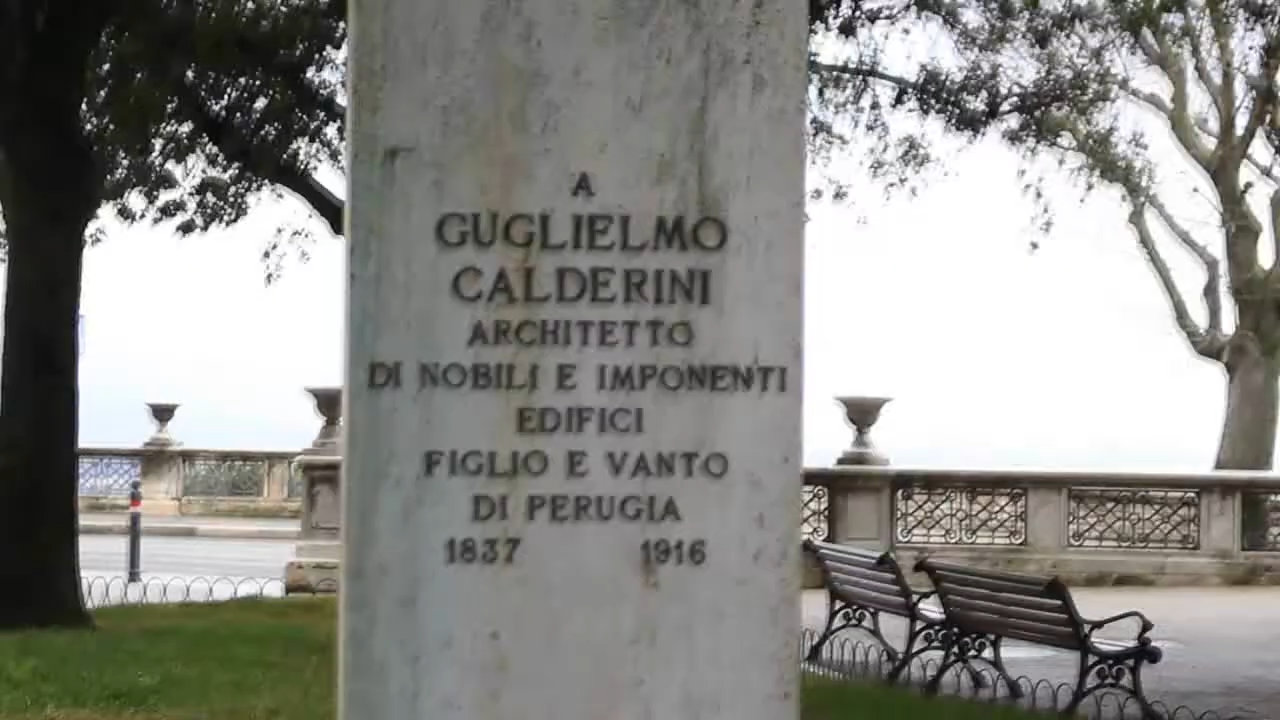 A
GUGLIELMO
CALDERINI
ARCHITETTO
DI NOBILI E IMPONENTI
EDIFICI
FIGLIO E VANTO
DI PERUGIA
1837 1916